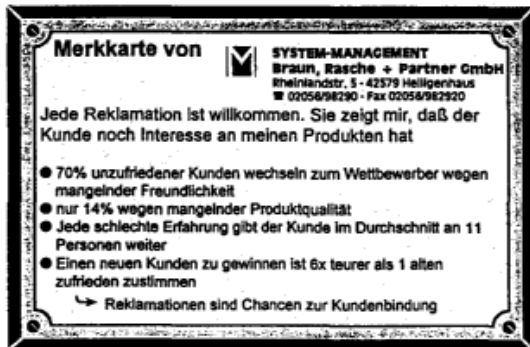 Merkkarte von
SYSTEM-MANAGEMENT
Braun, Rasche + Partner GmbH
Rheinlandstr. 5 - 42579 Heiligenhaus
☎ 02056/98290 - Fax 02056/982920
Jede Reklamation ist willkommen. Sie zeigt mir, daß der
Kunde noch Interesse an meinen Produkten hat
● 70% unzufriedener Kunden wechseln zum Wettbewerber wegen
mangelnder Freundlichkeit
● nur 14% wegen mangelnder Produktqualität
● Jede schlechte Erfahrung gibt der Kunde im Durchschnitt an 11
Personen weiter
● Einen neuen Kunden zu gewinnen ist 6x teurer als 1 alten
zufrieden zustimmen
↪ Reklamationen sind Chancen zur Kundenbindung